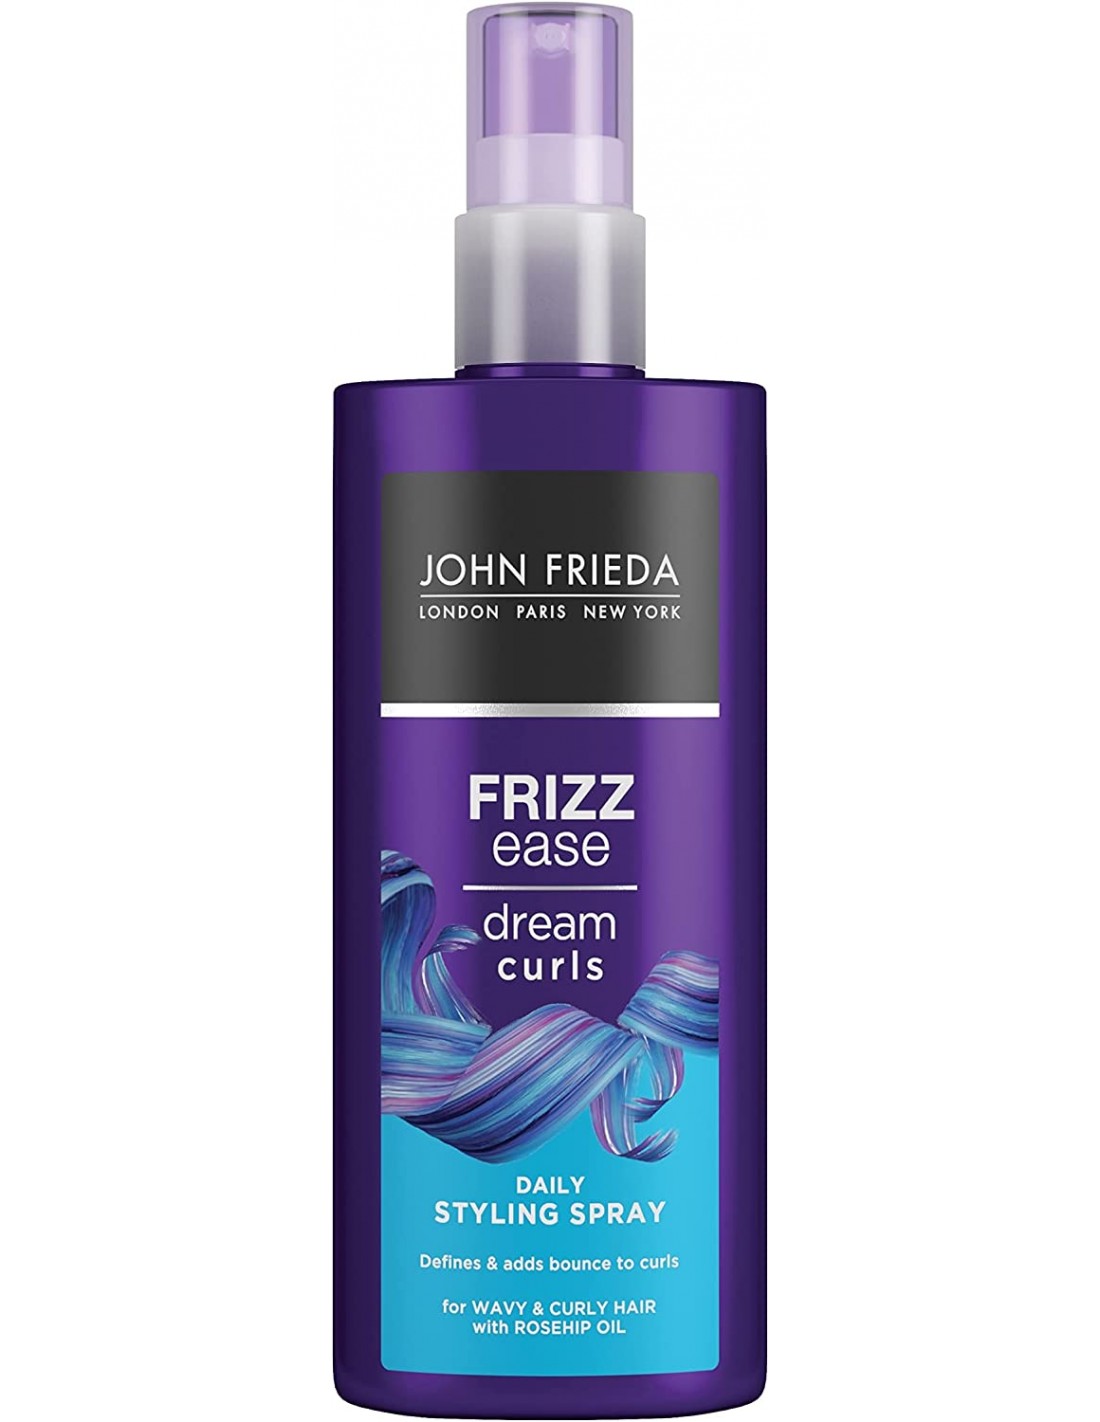 JOHN FRIEDA
LONDON PARIS NEW YORK
FRIZZ
ease
dream
curls
DAILY
STYLING SPRAY
Defines & adds bounce to curls
for WAVY & CURLY HAIR
with ROSEHIP OIL